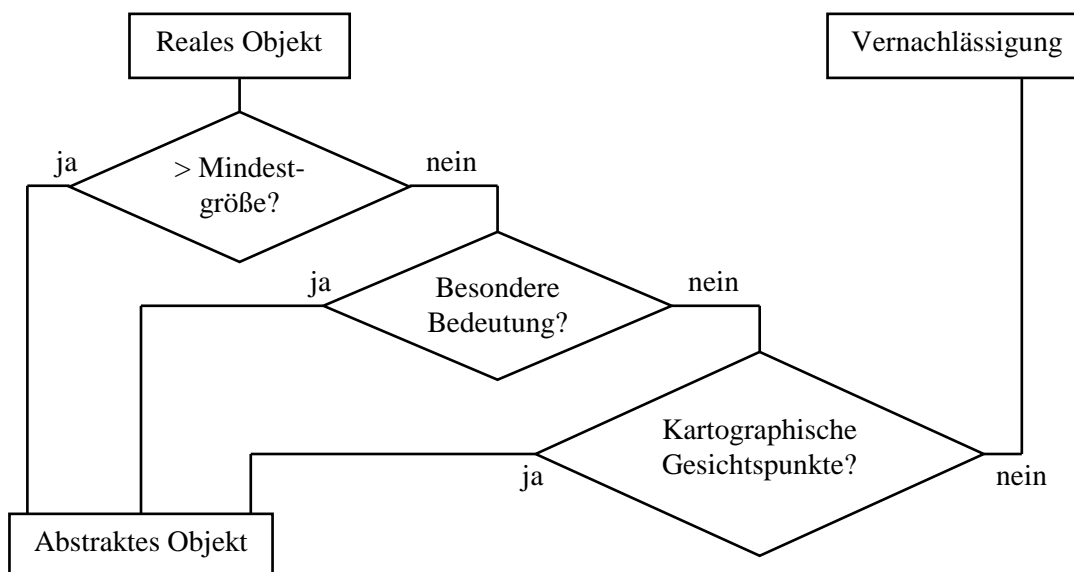 Reales Objekt
Vernachlässigung
ja
> Mindest-
größe?
nein
ja
Besondere
Bedeutung?
nein
Kartographische
Gesichtspunkte?
ja
nein
Abstraktes Objekt